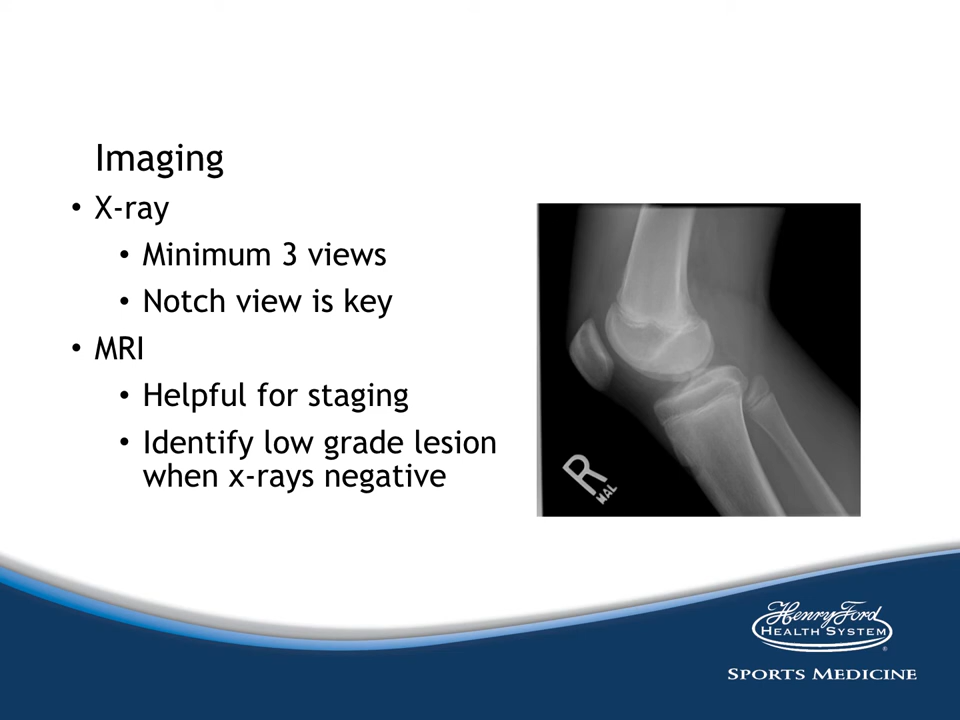 Imaging
• X-ray
• Minimum 3 views
• Notch view is key
• MRI
• Helpful for staging
• Identify low grade lesion
when x-rays negative
R
MAL
Henry Ford
HEALTH SYSTEM
®
SPORTS MEDICINE